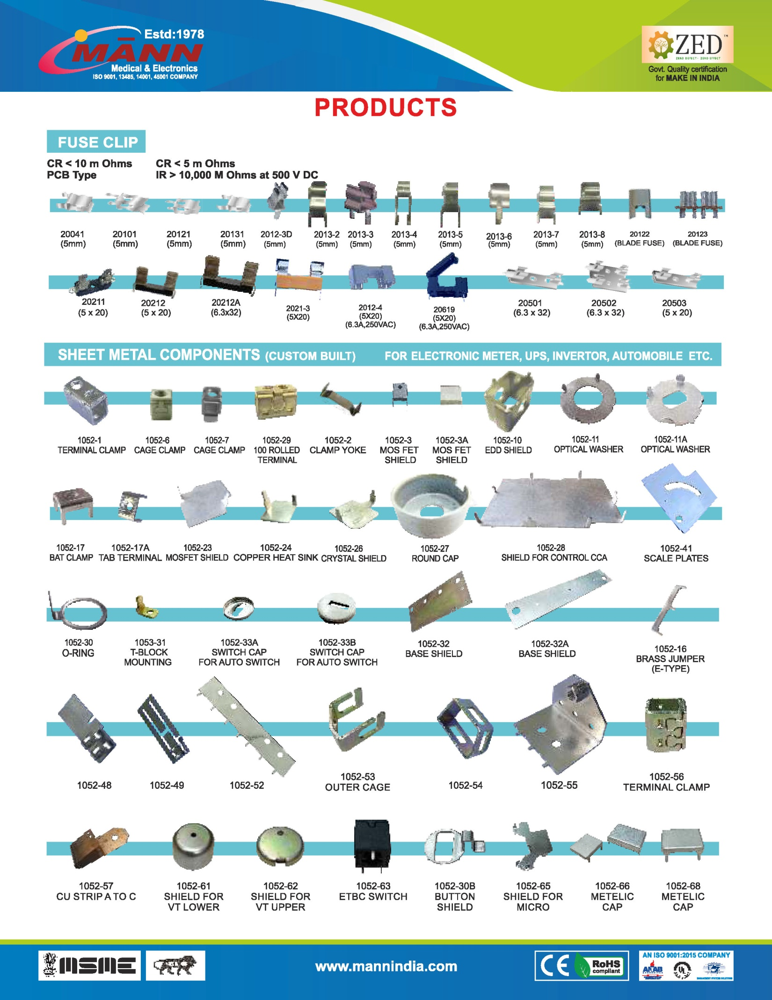 Estd:1978
MĀNN
Medical & Electronics
ISO 9001, 13485, 14001, 45001 COMPANY
ZED™
ZERO DEFECT - ZERO EFFECT
Govt. Quality certification
for MAKE IN INDIA
PRODUCTS
FUSE CLIP
CR < 10 m Ohms CR < 5 m Ohms
PCB Type IR > 10,000 M Ohms at 500 V DC
20041 20101 20121 20131 2012-3D 2013-2 2013-3 2013-4 2013-5 2013-6 2013-7 2013-8 20122 20123
(5mm) (5mm) (5mm) (5mm) (5mm) (5mm) (5mm) (5mm) (5mm) (5mm) (5mm) (5mm) (BLADE FUSE) (BLADE FUSE)
20211 20212 20212A 2021-3 2012-4 20619 20501 20502 20503
(5 x 20) (5 x 20) (6.3x32) (5X20) (5X20) (5X20) (6.3 x 32) (6.3 x 32) (5 x 20)
(6.3A,250VAC) (6.3A,250VAC)
SHEET METAL COMPONENTS (CUSTOM BUILT) FOR ELECTRONIC METER, UPS, INVERTOR, AUTOMOBILE ETC.
1052-1 1052-6 1052-7 1052-29 1052-2 1052-3 1052-3A 1052-10 1052-11 1052-11A
TERMINAL CLAMP CAGE CLAMP CAGE CLAMP 100 ROLLED CLAMP YOKE MOS FET MOS FET EDD SHIELD OPTICAL WASHER OPTICAL WASHER
TERMINAL SHIELD SHIELD
1052-17 1052-17A 1052-23 1052-24 1052-26 1052-27 1052-28 1052-41
BAT CLAMP TAB TERMINAL MOSFET SHIELD COPPER HEAT SINK CRYSTAL SHIELD ROUND CAP SHIELD FOR CONTROL CCA SCALE PLATES
1052-30 1053-31 1052-33A 1052-33B 1052-32 1052-32A 1052-16
O-RING T-BLOCK SWITCH CAP SWITCH CAP BASE SHIELD BASE SHIELD BRASS JUMPER
MOUNTING FOR AUTO SWITCH FOR AUTO SWITCH (E-TYPE)
1052-48 1052-49 1052-52 1052-53 1052-54 1052-55 1052-56
OUTER CAGE TERMINAL CLAMP
1052-57 1052-61 1052-62 1052-63 1052-30B 1052-65 1052-66 1052-68
CU STRIP A TO C SHIELD FOR SHIELD FOR ETBC SWITCH BUTTON SHIELD FOR METELIC METELIC
VT LOWER VT UPPER SHIELD MICRO CAP CAP
MSME
www.mannindia.com
CE
RoHS
compliant
AN ISO 9001:2015 COMPANY
ANAB
UL
MANAGEMENT SYSTEMS SOLUTIONS